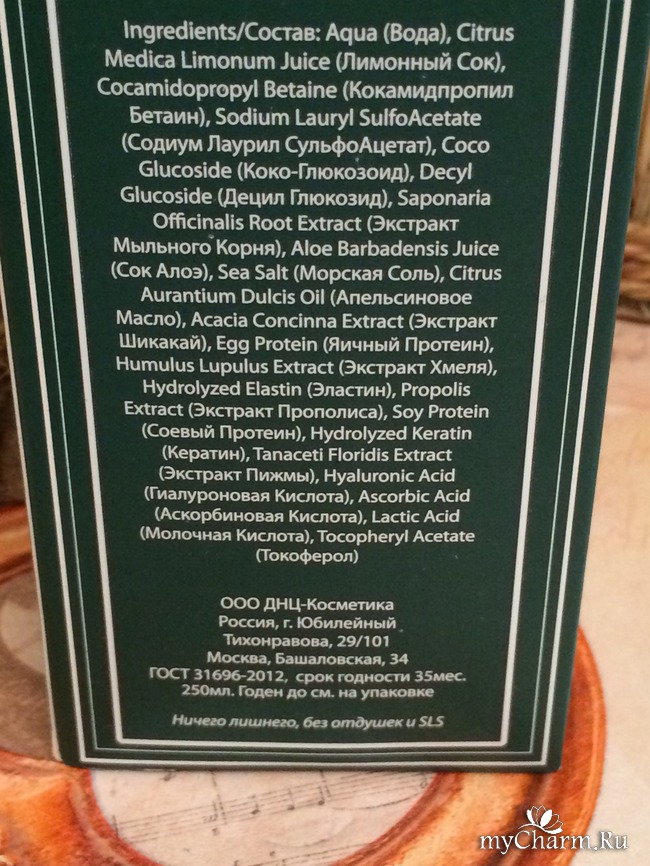 Ingredients/Состав: Aqua (Вода), Citrus
Medica Limonum Juice (Лимонный Сок),
Cocamidopropyl Betaine (Кокамидпропил
Бетаин), Sodium Lauryl SulfoAcetate
(Содиум Лаурил СульфоАцетат), Coco
Glucoside (Коко-Глюкозоид), Decyl
Glucoside (Децил Глюкозид), Saponaria
Officinalis Root Extract (Экстракт
Мыльного Корня), Aloe Barbadensis Juice
(Сок Алоэ), Sea Salt (Морская Соль), Citrus
Aurantium Dulcis Oil (Апельсиновое
Масло), Acacia Concinna Extract (Экстракт
Шикакай), Egg Protein (Яичный Протеин),
Humulus Lupulus Extract (Экстракт Хмеля),
Hydrolyzed Elastin (Эластин), Propolis
Extract (Экстракт Прополиса), Soy Protein
(Соевый Протеин), Hydrolyzed Keratin
(Кератин), Tanaceti Floridis Extract
(Экстракт Пижмы), Hyaluronic Acid
(Гиалуроновая Кислота), Ascorbic Acid
(Аскорбиновая Кислота), Lactic Acid
(Молочная Кислота), Tocopheryl Acetate
(Токоферол)
ООО ДНЦ-Косметика
Россия, г. Юбилейный
Тихонравова, 29/101
Москва, Башаловская, 34
ГОСТ 31696-2012, срок годности 35мес.
250мл. Годен до см. на упаковке
Ничего лишнего, без отдушек и SLS
myCharm.Ru